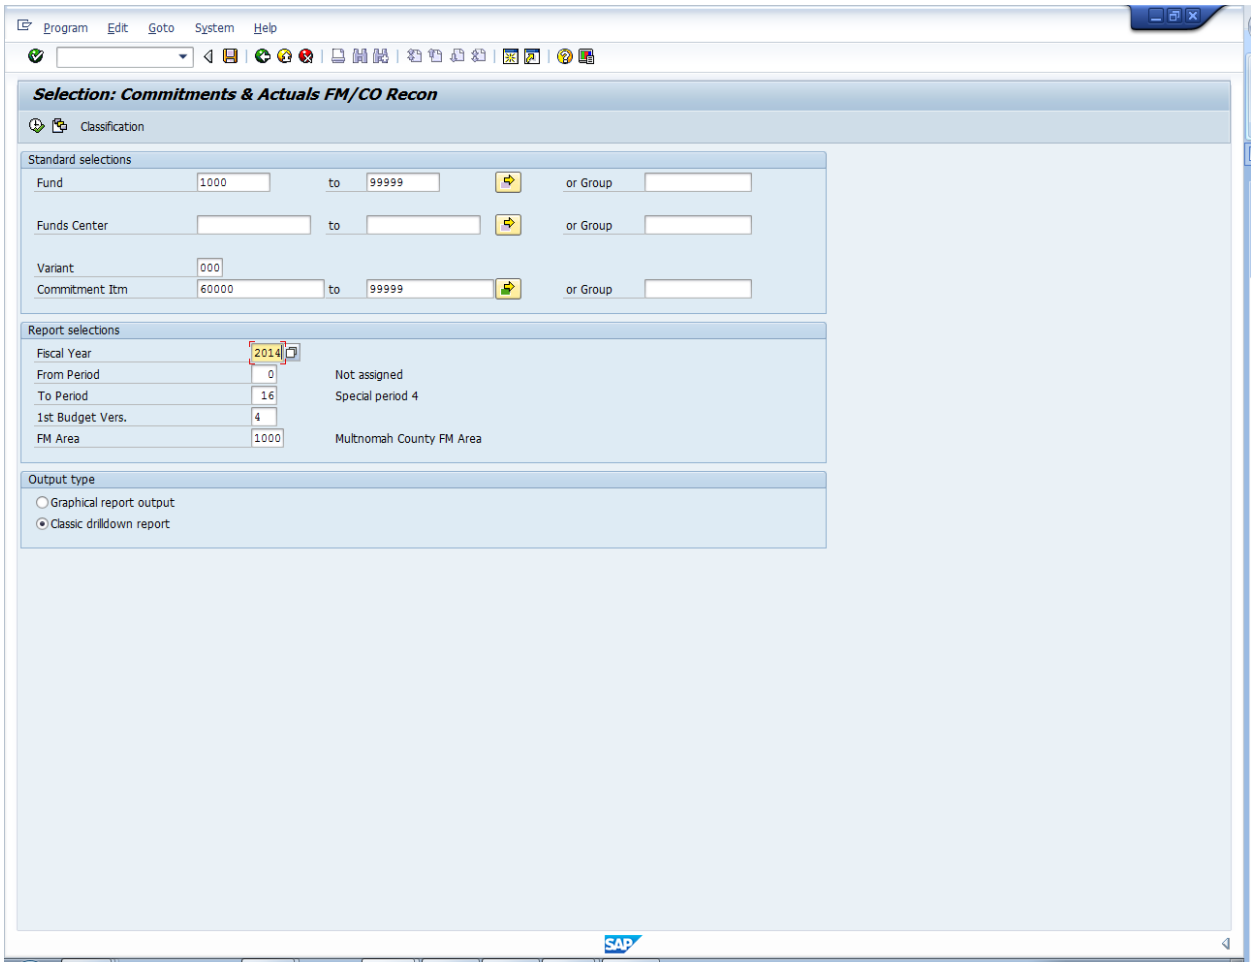 Program Edit Goto System Help
Selection: Commitments & Actuals FM/CO Recon
Classification
Standard selections
Fund 1000 to 99999 or Group
Funds Center to or Group
Variant 000
Commitment Itm 60000 to 99999 or Group
Report selections
Fiscal Year 2014
From Period 0 Not assigned
To Period 16 Special period 4
1st Budget Vers. 4
FM Area 1000 Multnomah County FM Area
Output type
Graphical report output
Classic drilldown report
SAP